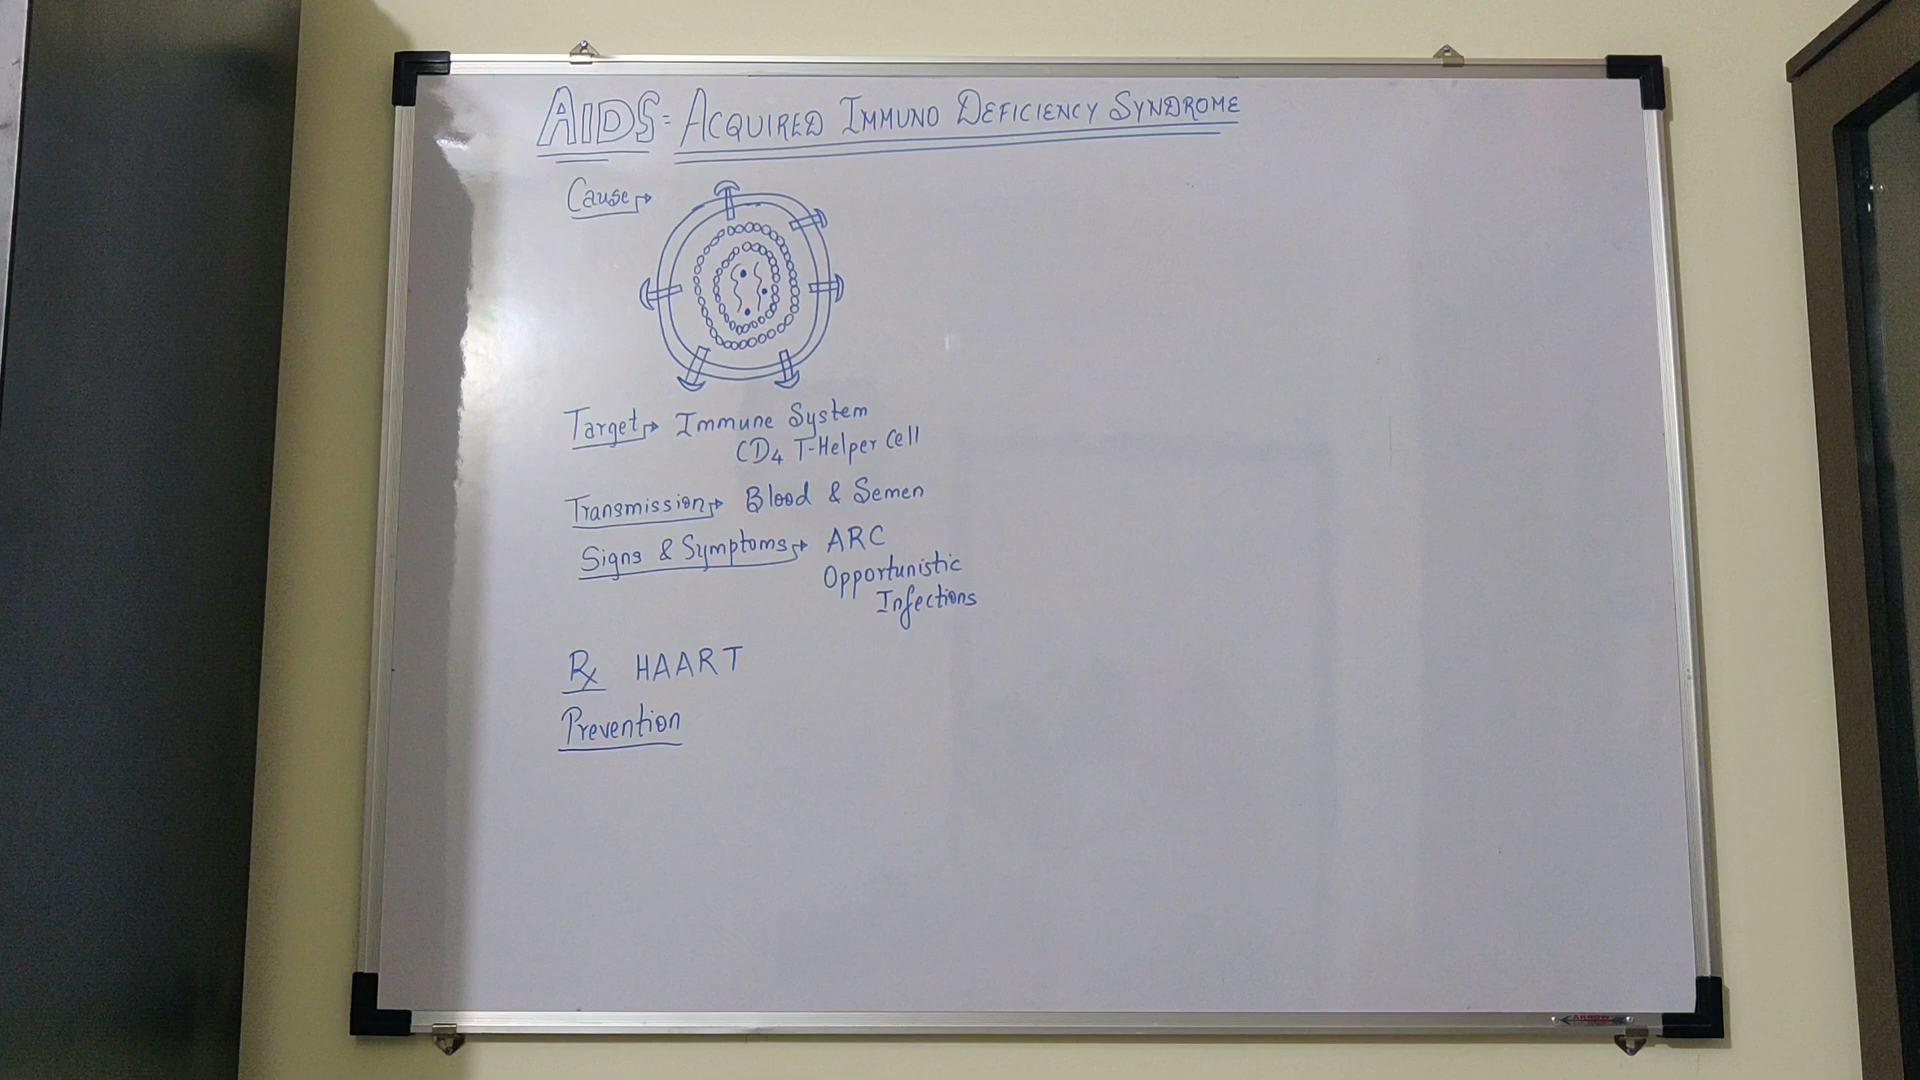 AIDS = ACQUIRED IMMUNO DEFICIENCY SYNDROME
Cause →
Target → Immune System
CD4 T-Helper Cell
Transmission → Blood & Semen
Signs & Symptoms → ARC
Opportunistic
Infections
Rx HAART
Prevention
ARROW